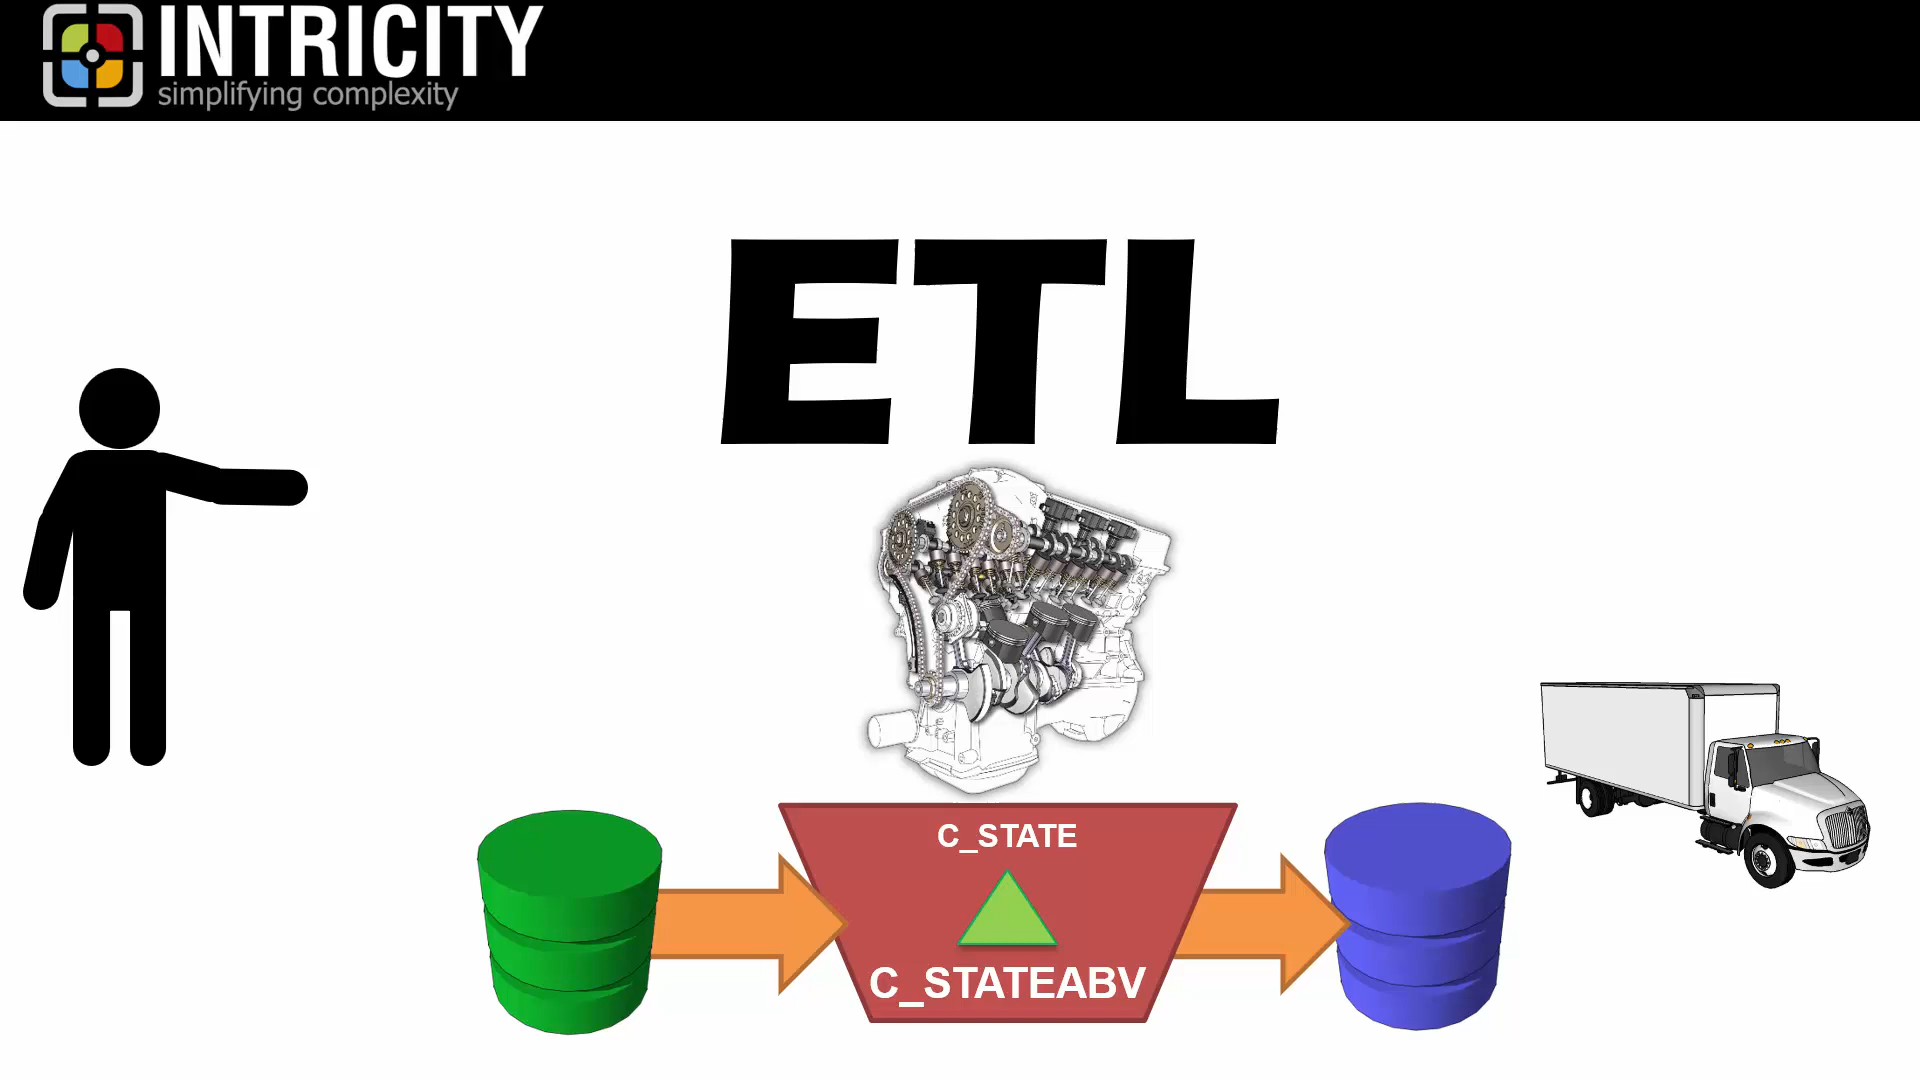 INTRICITY
simplifying complexity
ETL
C_STATE
C_STATEABV